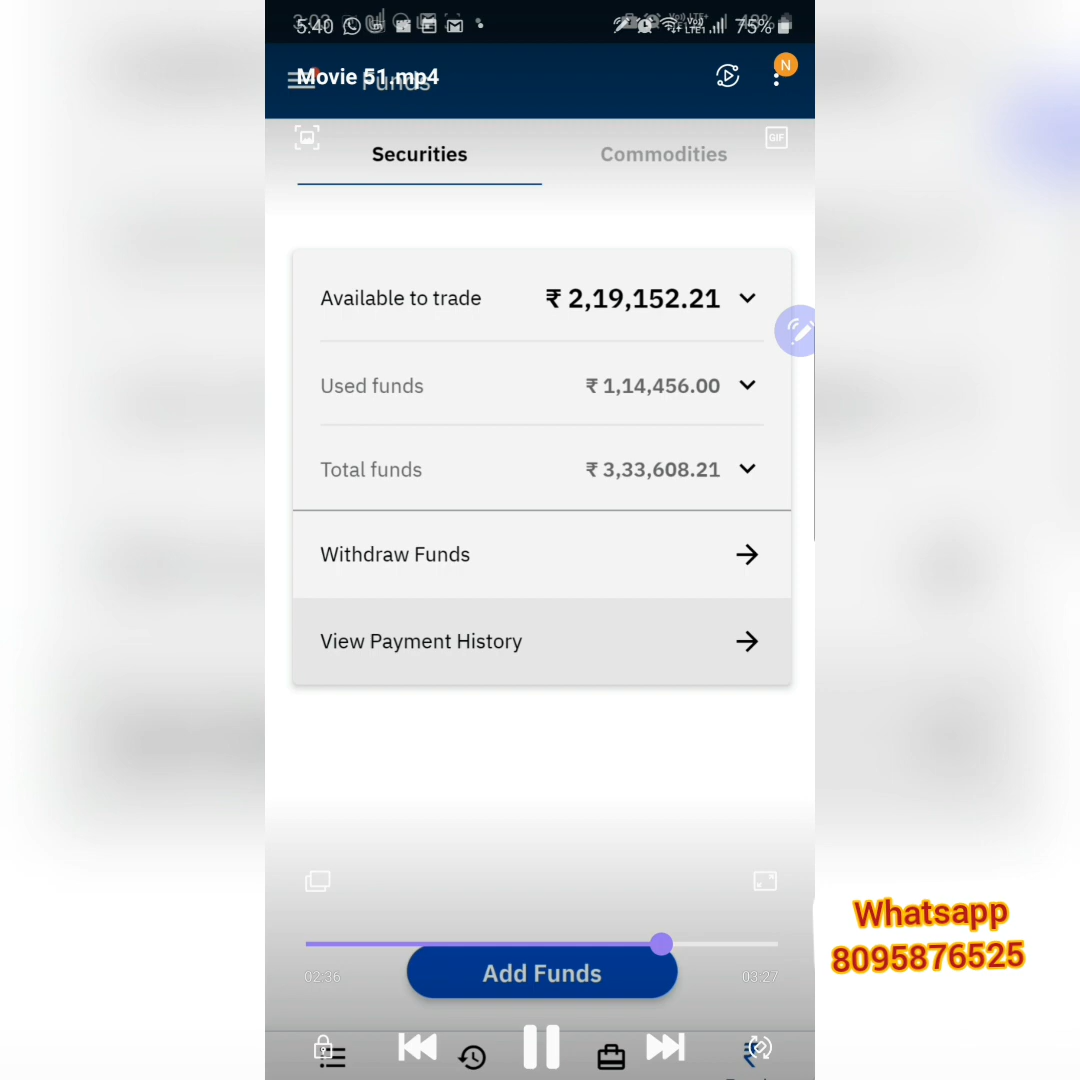 5:40
75%
Movie 51.mp4
Funds
N
GIF
Securities
Commodities
Available to trade ₹ 2,19,152.21
Used funds ₹ 1,14,456.00
Total funds ₹ 3,33,608.21
Withdraw Funds
View Payment History
Whatsapp
8095876525
02:36
Add Funds
03:27